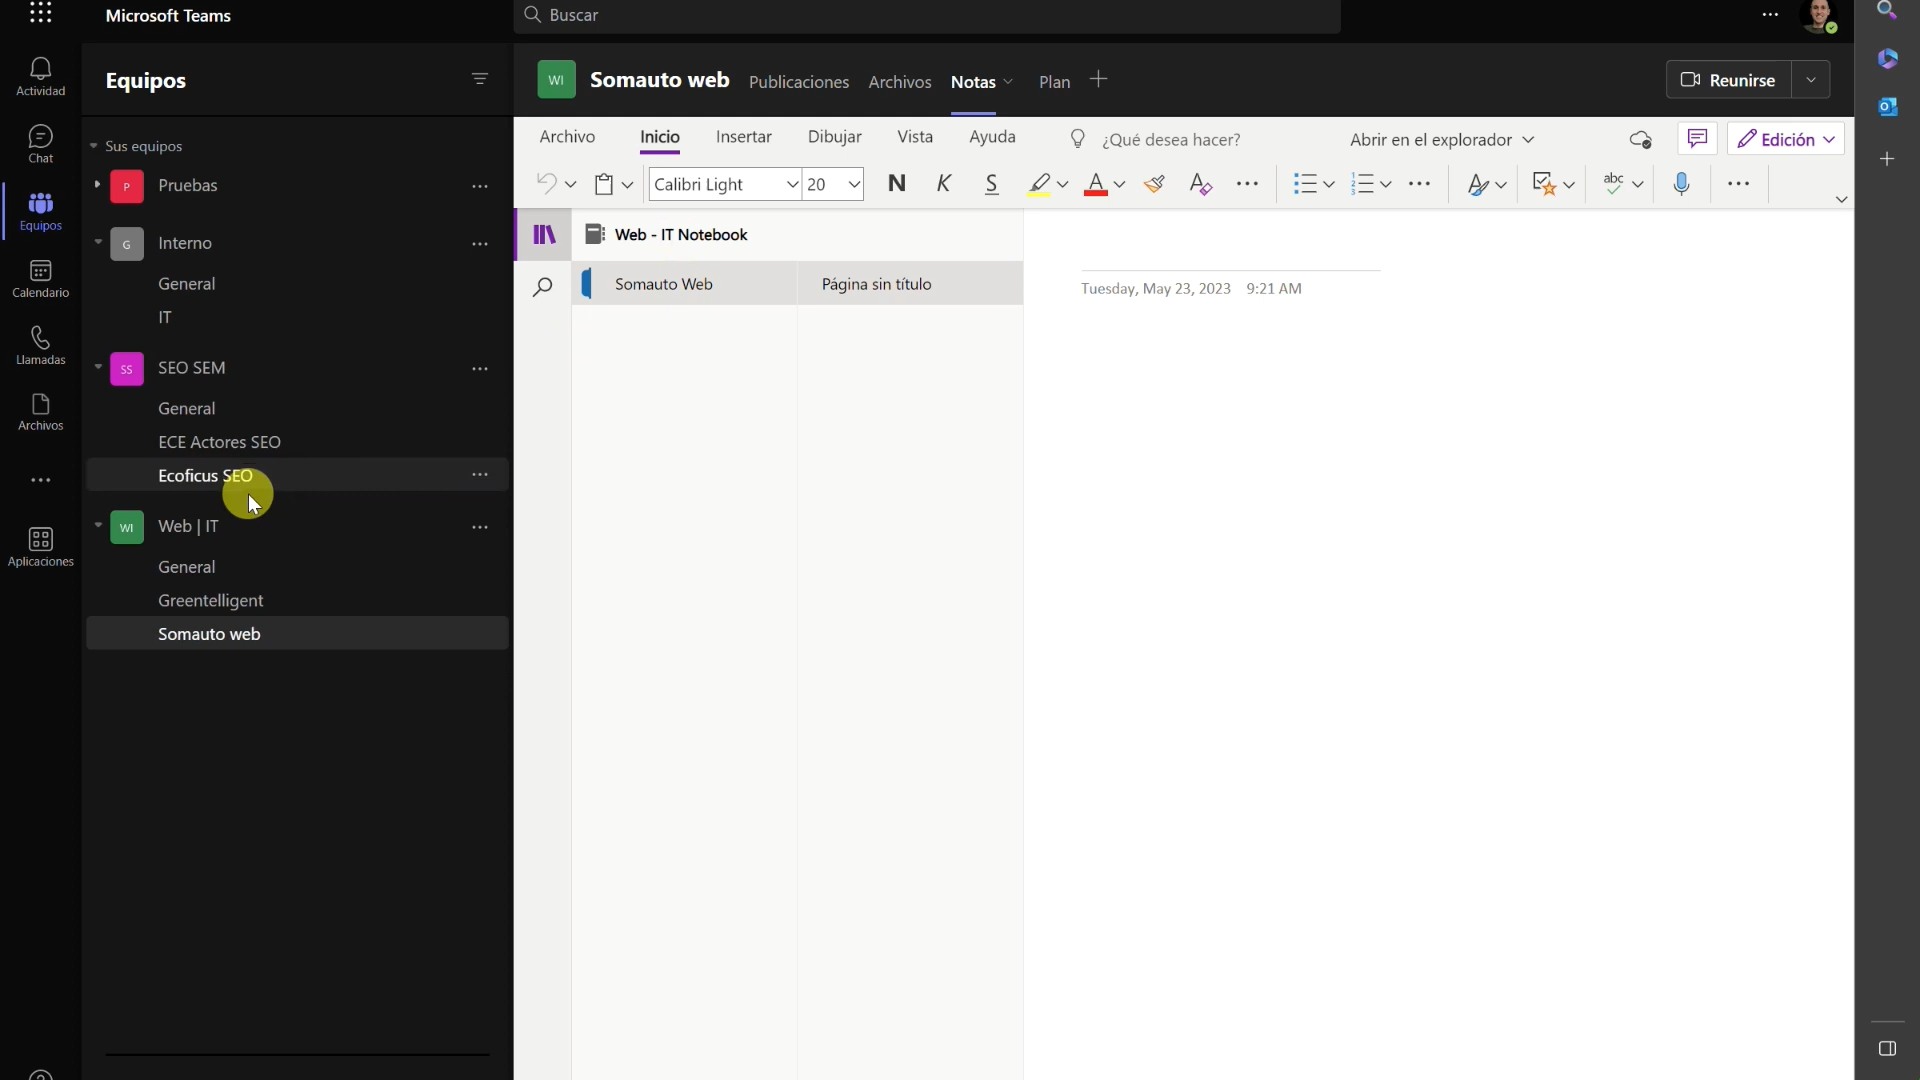 Microsoft Teams
Buscar
Actividad
Chat
Equipos
Calendario
Llamadas
Archivos
Aplicaciones
Equipos
Sus equipos
P Pruebas
G Interno
General
IT
SS SEO SEM
General
ECE Actores SEO
Ecoficus SEO
WI Web | IT
General
Greentelligent
Somauto web
WI Somauto web Publicaciones Archivos Notas Plan
Reunirse
Archivo Inicio Insertar Dibujar Vista Ayuda ¿Qué desea hacer? Abrir en el explorador Edición
Calibri Light 20 N K S A A abc
Web - IT Notebook
Somauto Web Página sin título
Tuesday, May 23, 2023 9:21 AM